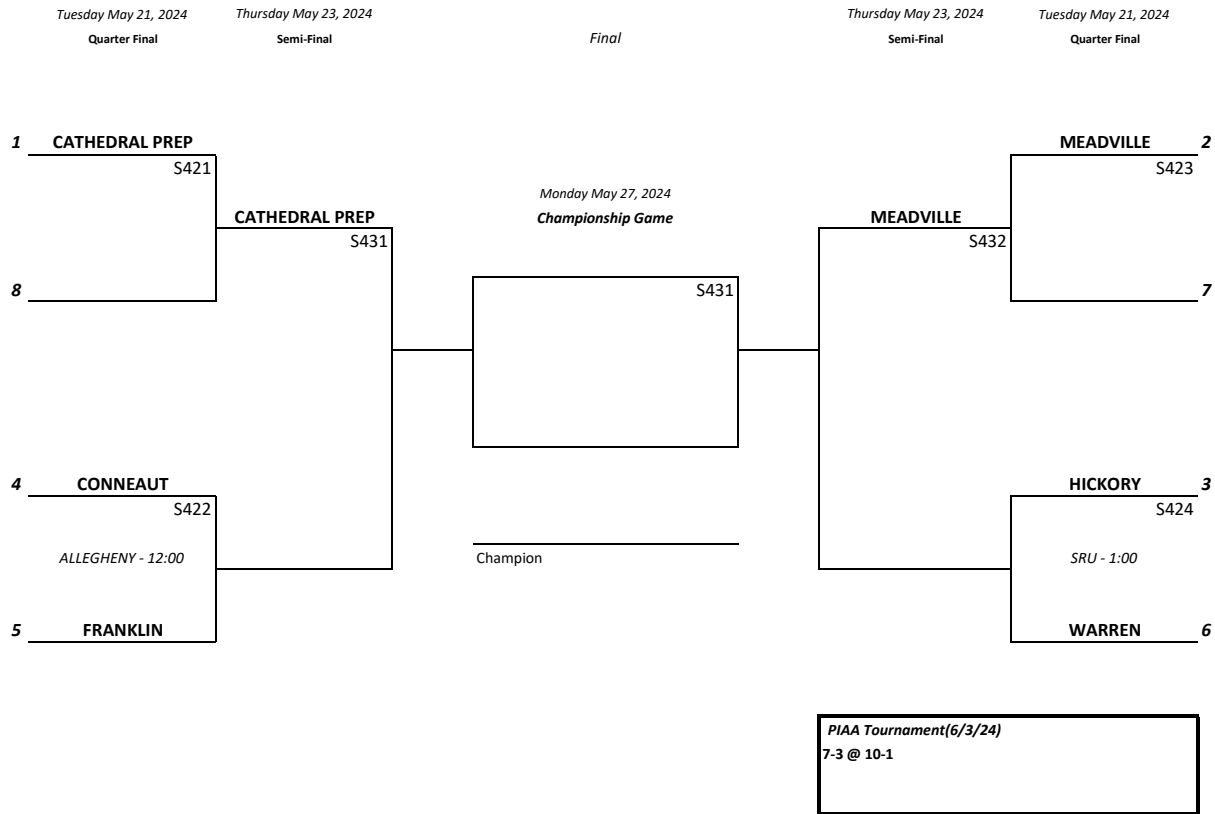 Tuesday May 21, 2024 Thursday May 23, 2024 Thursday May 23, 2024 Tuesday May 21, 2024
Quarter Final Semi-Final Final Semi-Final Quarter Final
1 CATHEDRAL PREP MEADVILLE 2
S421 S423
Monday May 27, 2024
CATHEDRAL PREP Championship Game MEADVILLE
S431 S432
8 S431 7
4 CONNEAUT HICKORY 3
S422 S424
ALLEGHENY - 12:00 Champion SRU - 1:00
5 FRANKLIN WARREN 6
PIAA Tournament(6/3/24)
7-3 @ 10-1